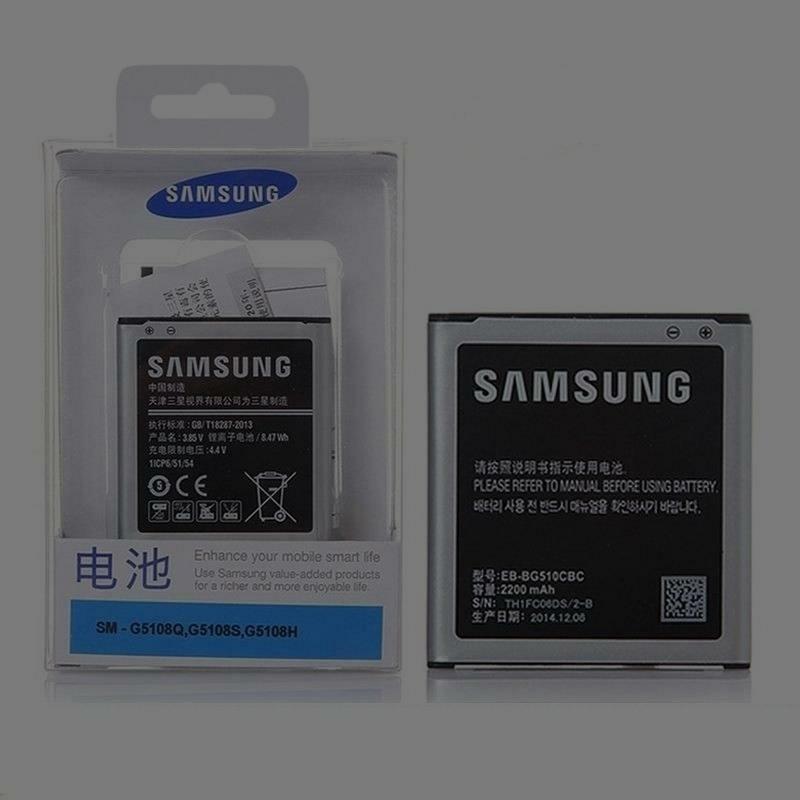 SAMSUNG
SAMSUNG
中国制造
天津三星视界有限公司为三星制造
执行标准: GB/T18287-2013
产品名: 3.85 V 锂离子电池 / 8.47 Wh
充电限制电压: 4.4 V
1ICP6/51/54
电池
Enhance your mobile smart life
Use Samsung value-added products
for a richer and more enjoyable life.
SM - G5108Q,G5108S,G5108H
SAMSUNG
请按照说明书指示使用电池.
PLEASE REFER TO MANUAL BEFORE USING BATTERY.
배터리 사용 전 반드시 매뉴얼을 확인하시기 바랍니다.
型号: EB-BG510CBC
容量: 2200 mAh
S/N: TH1FC06DS/2-B
生产日期: 2014.12.06